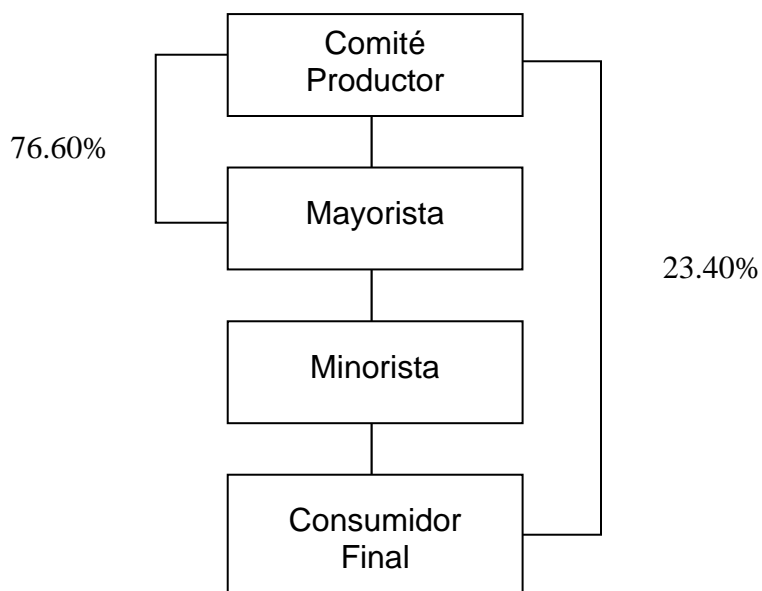 Comité
Productor
76.60%
Mayorista
23.40%
Minorista
Consumidor
Final